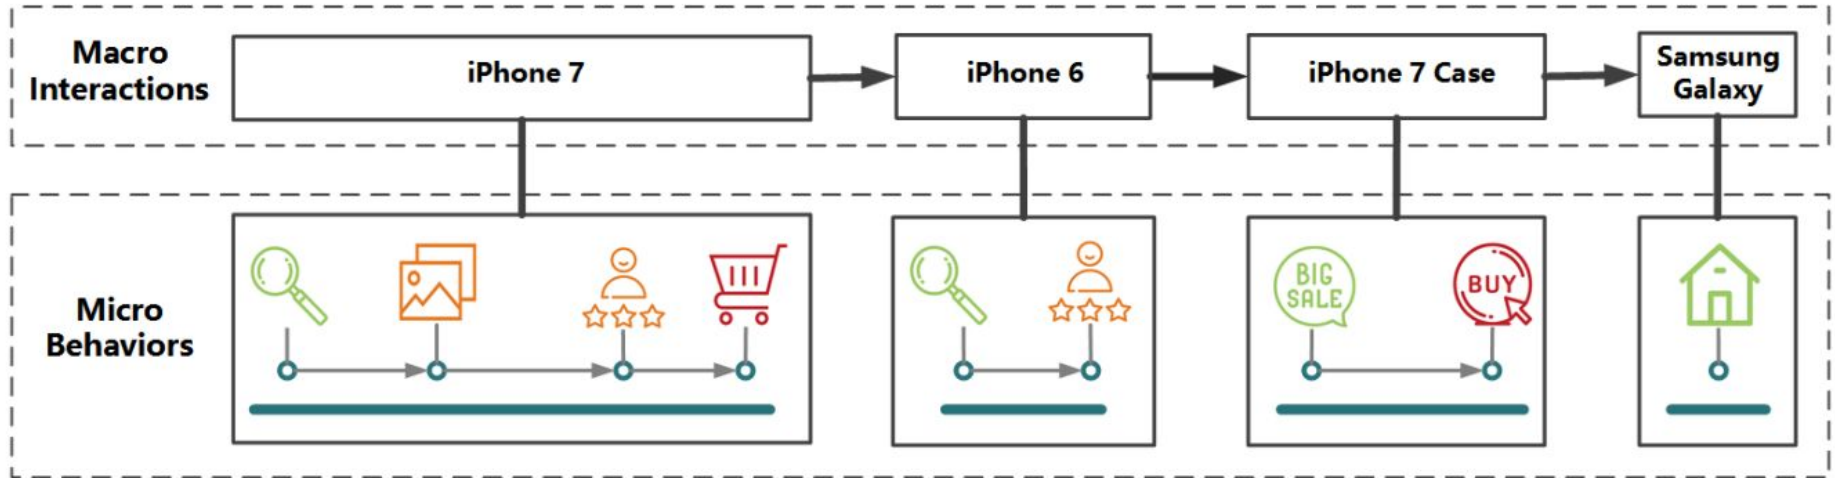 Macro
Interactions
iPhone 7
iPhone 6
iPhone 7 Case
Samsung
Galaxy
Micro
Behaviors
BIG
SALE
BUY